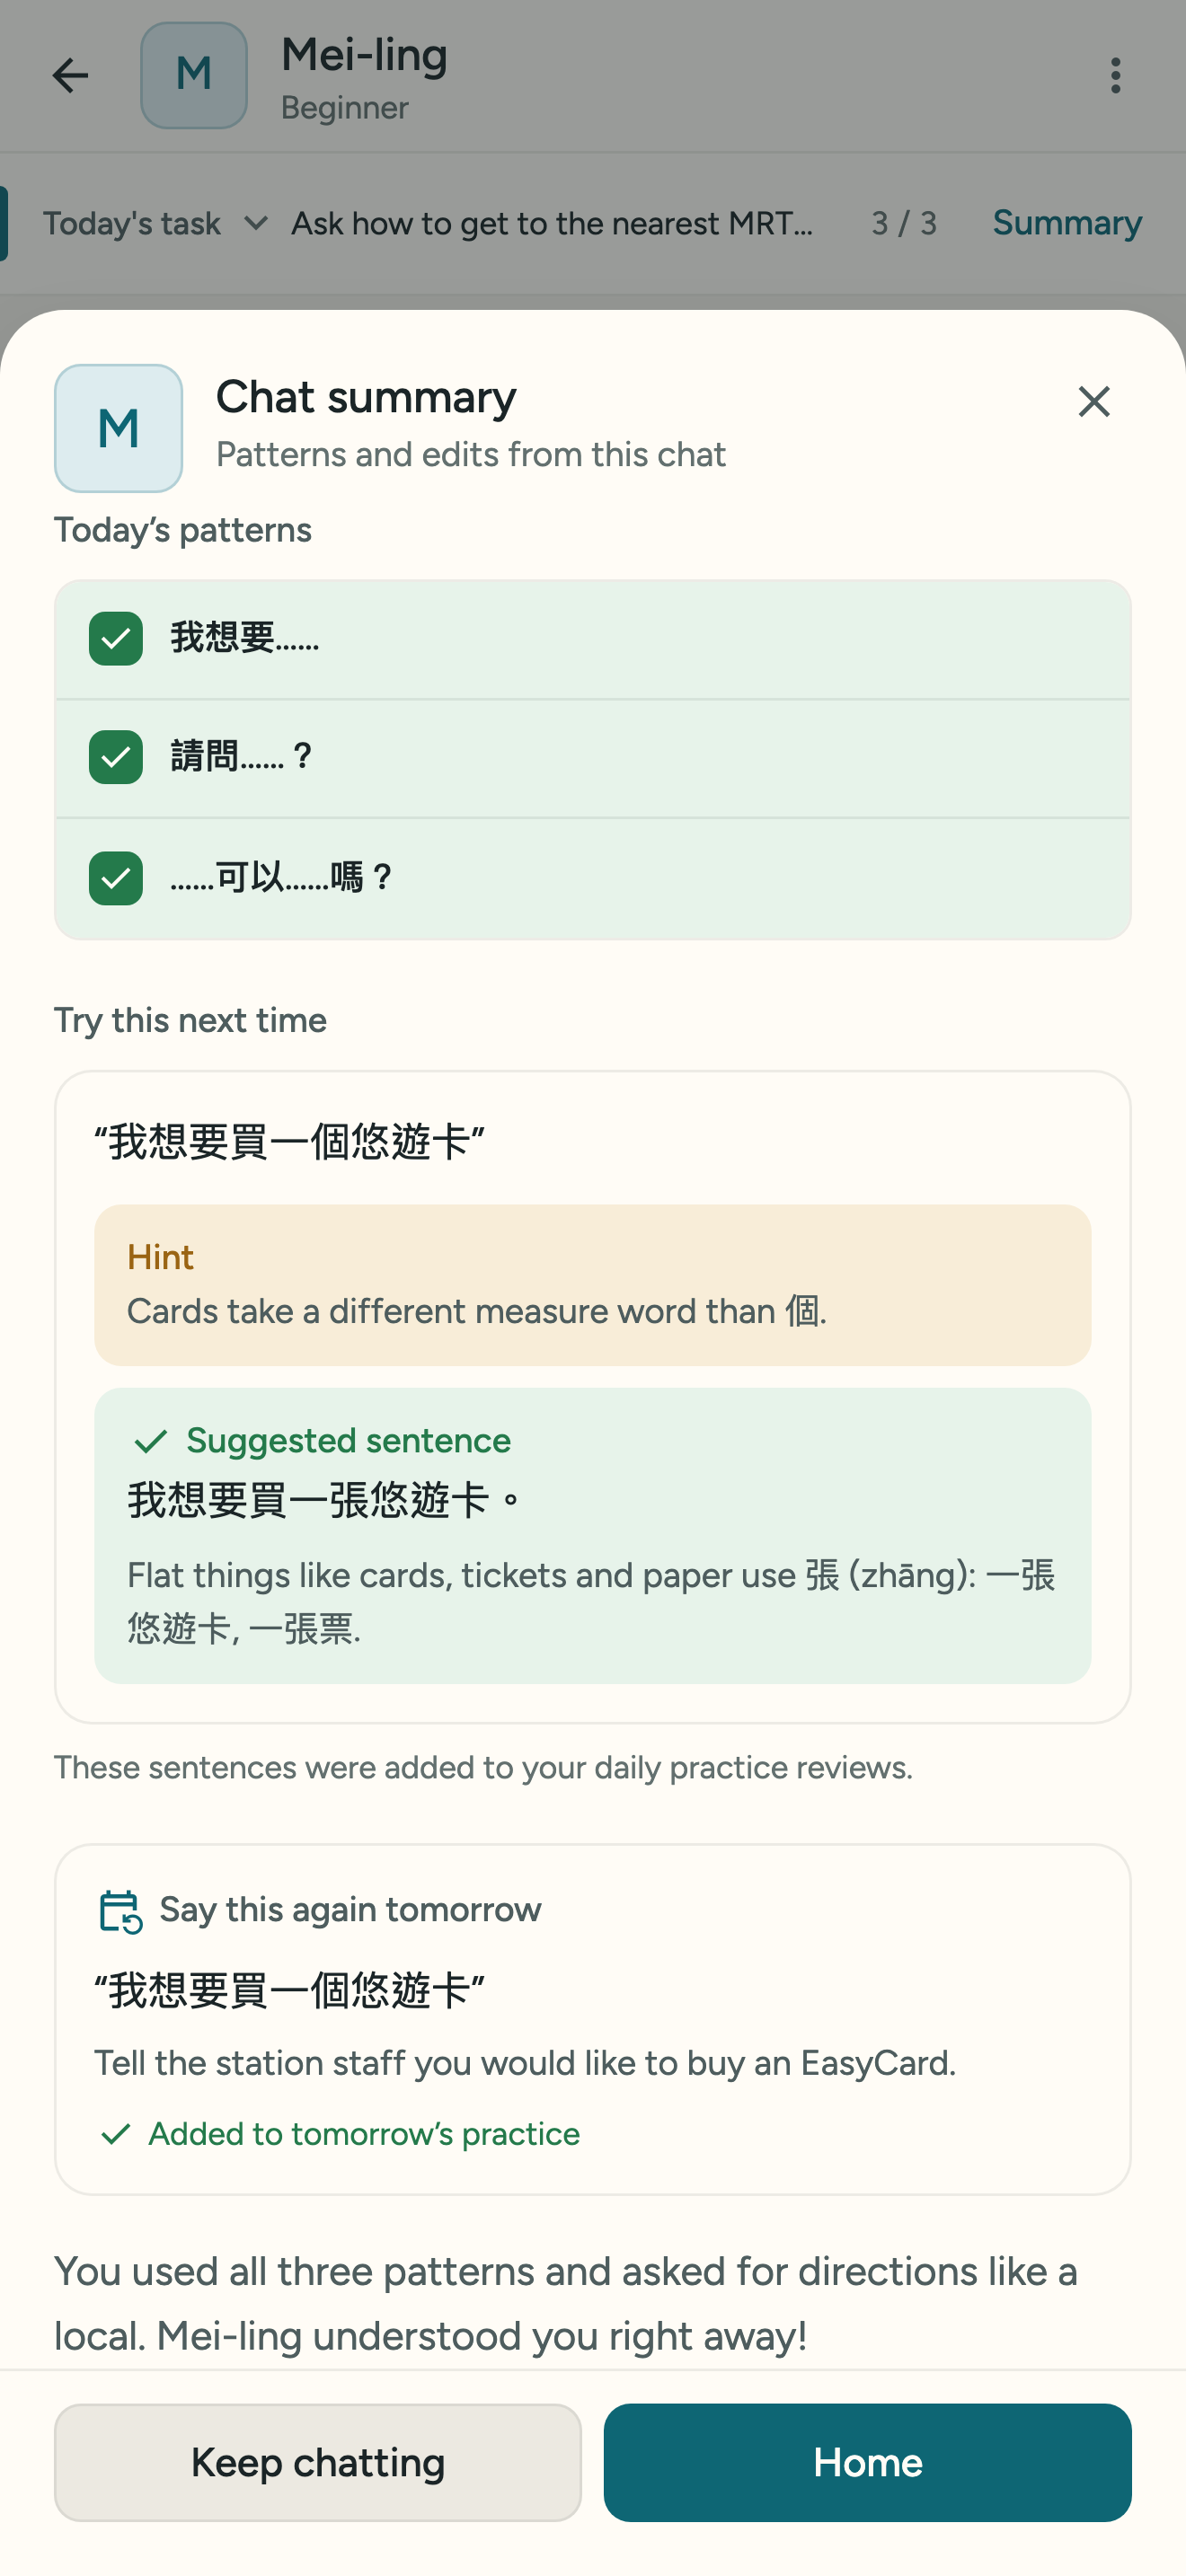 M
Mei-ling
Beginner
Today's task Ask how to get to the nearest MRT... 3 / 3 Summary
M
Chat summary
Patterns and edits from this chat
Today’s patterns
我想要……
請問……？
……可以……嗎？
Try this next time
“我想要買一個悠遊卡”
Hint
Cards take a different measure word than 個.
Suggested sentence
我想要買一張悠遊卡。
Flat things like cards, tickets and paper use 張 (zhāng): 一張
悠遊卡, 一張票.
These sentences were added to your daily practice reviews.
Say this again tomorrow
“我想要買一個悠遊卡”
Tell the station staff you would like to buy an EasyCard.
Added to tomorrow’s practice
You used all three patterns and asked for directions like a
local. Mei-ling understood you right away!
Keep chatting
Home